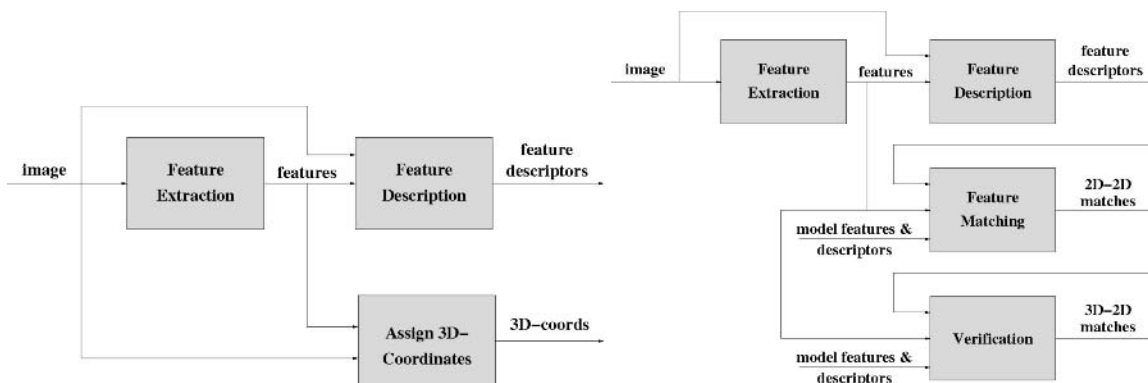 image
Feature
Extraction
features
Feature
Description
feature
descriptors
Assign 3D–
Coordinates
3D–coords
image
Feature
Extraction
features
Feature
Description
feature
descriptors
Feature
Matching
2D–2D
matches
model features &
descriptors
Verification
3D–2D
matches
model features &
descriptors